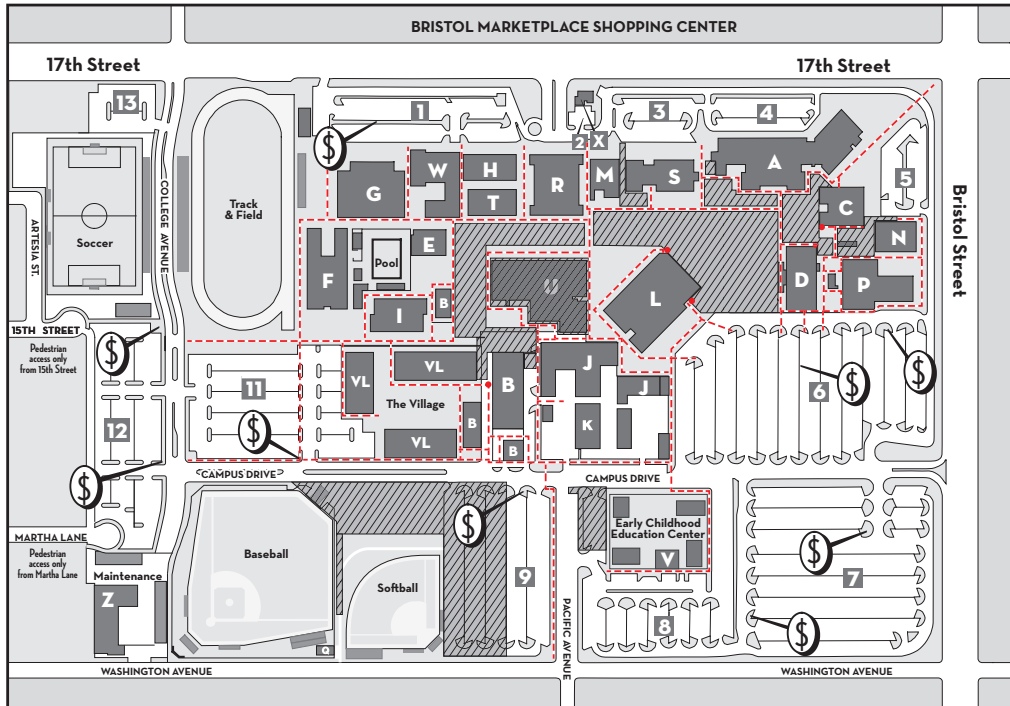 BRISTOL MARKETPLACE SHOPPING CENTER
17th Street
17th Street
13
1
2
X
3
4
5
$
COLLEGE AVENUE
ARTESIA ST.
Soccer
Track
& Field
G
W
H
T
R
M
S
A
C
N
Bristol Street
F
Pool
E
I
B
U
L
D
P
15TH STREET
Pedestrian
access only
from 15th Street
$
11
VL
VL
The Village
VL
B
B
B
J
J
K
6
$
$
12
$
$
CAMPUS DRIVE
CAMPUS DRIVE
MARTHA LANE
Pedestrian
access only
from Martha Lane
Maintenance
Z
Baseball
Softball
Q
$
9
PACIFIC AVENUE
Early Childhood
Education Center
V
8
$
7
$
WASHINGTON AVENUE
WASHINGTON AVENUE